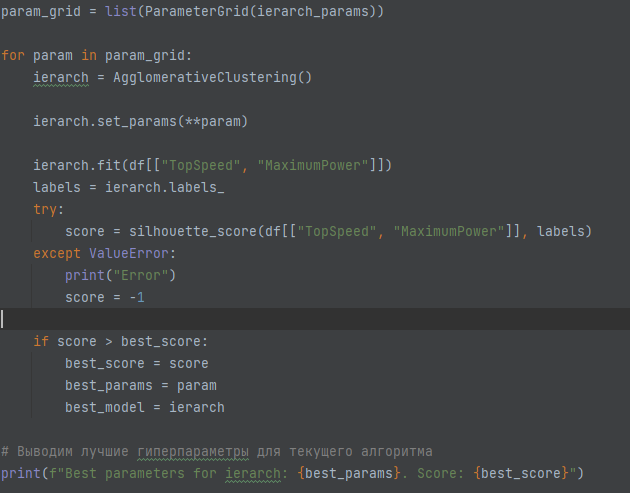 param_grid = list(ParameterGrid(ierarch_params))
for param in param_grid:
ierarch = AgglomerativeClustering()
ierarch.set_params(**param)
ierarch.fit(df[["TopSpeed", "MaximumPower"]])
labels = ierarch.labels_
try:
score = silhouette_score(df[["TopSpeed", "MaximumPower"]], labels)
except ValueError:
print("Error")
score = -1
if score > best_score:
best_score = score
best_params = param
best_model = ierarch
# Выводим лучшие гиперпараметры для текущего алгоритма
print(f"Best parameters for ierarch: {best_params}. Score: {best_score}")